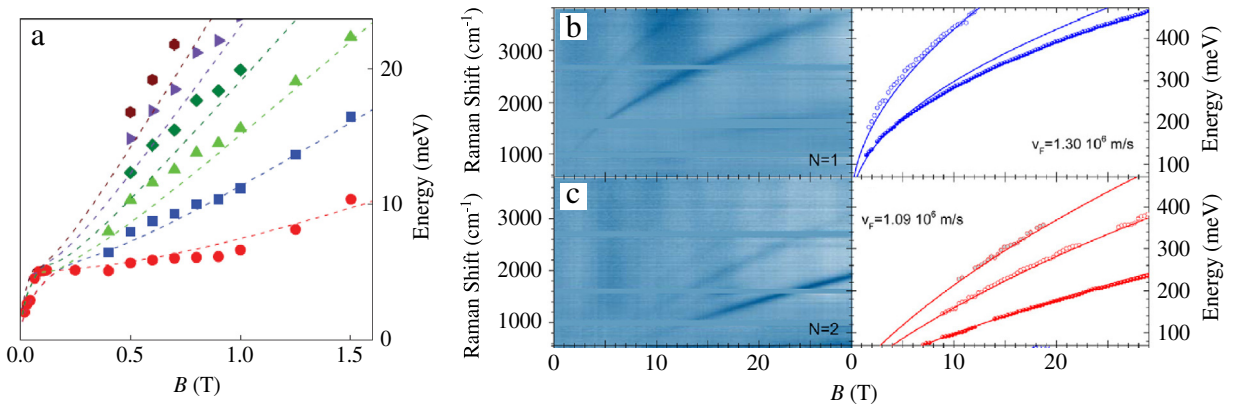 a
20
10
0
Energy (meV)
0.0 0.5 1.0 1.5
B (T)
b
Raman Shift (cm⁻¹)
3000
2000
1000
N=1
400
300
200
100
Energy (meV)
v_F=1.30 10⁶ m/s
c
Raman Shift (cm⁻¹)
3000
2000
1000
N=2
400
300
200
100
Energy (meV)
v_F=1.09 10⁶ m/s
0 10 20 0 10 20
B (T)